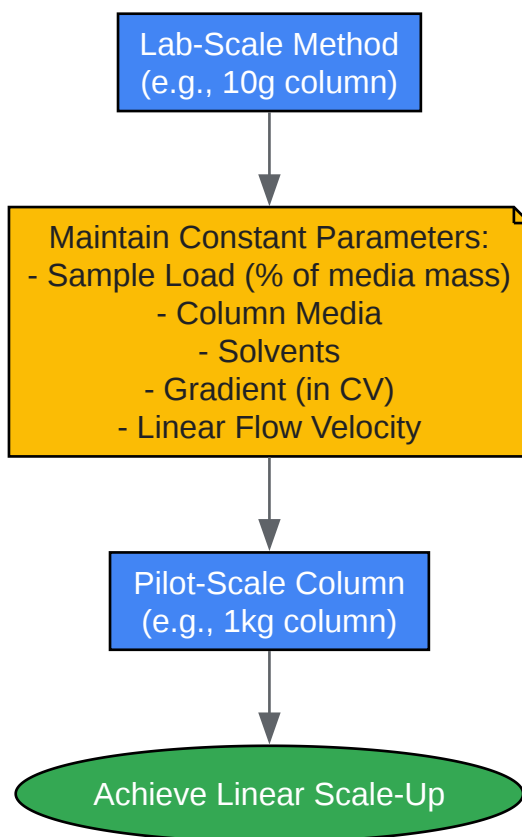 Lab-Scale Method
(e.g., 10g column)
Maintain Constant Parameters:
- Sample Load (% of media mass)
- Column Media
- Solvents
- Gradient (in CV)
- Linear Flow Velocity
Pilot-Scale Column
(e.g., 1kg column)
Achieve Linear Scale-Up